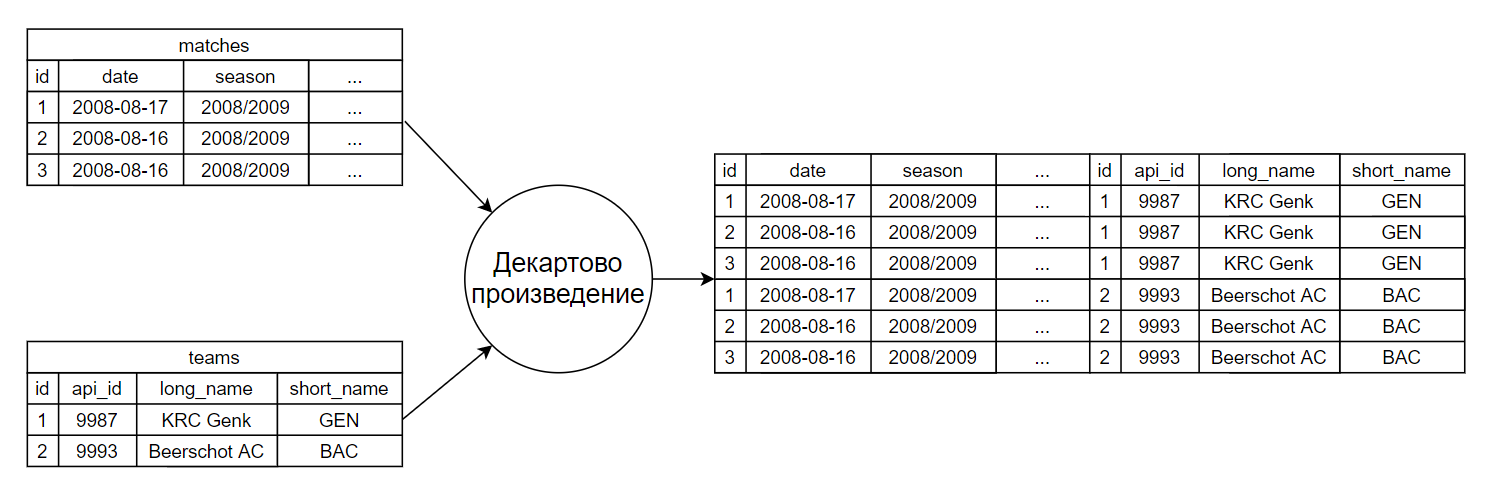 matches
id date season ...
1 2008-08-17 2008/2009 ...
2 2008-08-16 2008/2009 ...
3 2008-08-16 2008/2009 ...
teams
id api_id long_name short_name
1 9987 KRC Genk GEN
2 9993 Beerschot AC BAC
Декартово
произведение
id date season ... id api_id long_name short_name
1 2008-08-17 2008/2009 ... 1 9987 KRC Genk GEN
2 2008-08-16 2008/2009 ... 1 9987 KRC Genk GEN
3 2008-08-16 2008/2009 ... 1 9987 KRC Genk GEN
1 2008-08-17 2008/2009 ... 2 9993 Beerschot AC BAC
2 2008-08-16 2008/2009 ... 2 9993 Beerschot AC BAC
3 2008-08-16 2008/2009 ... 2 9993 Beerschot AC BAC